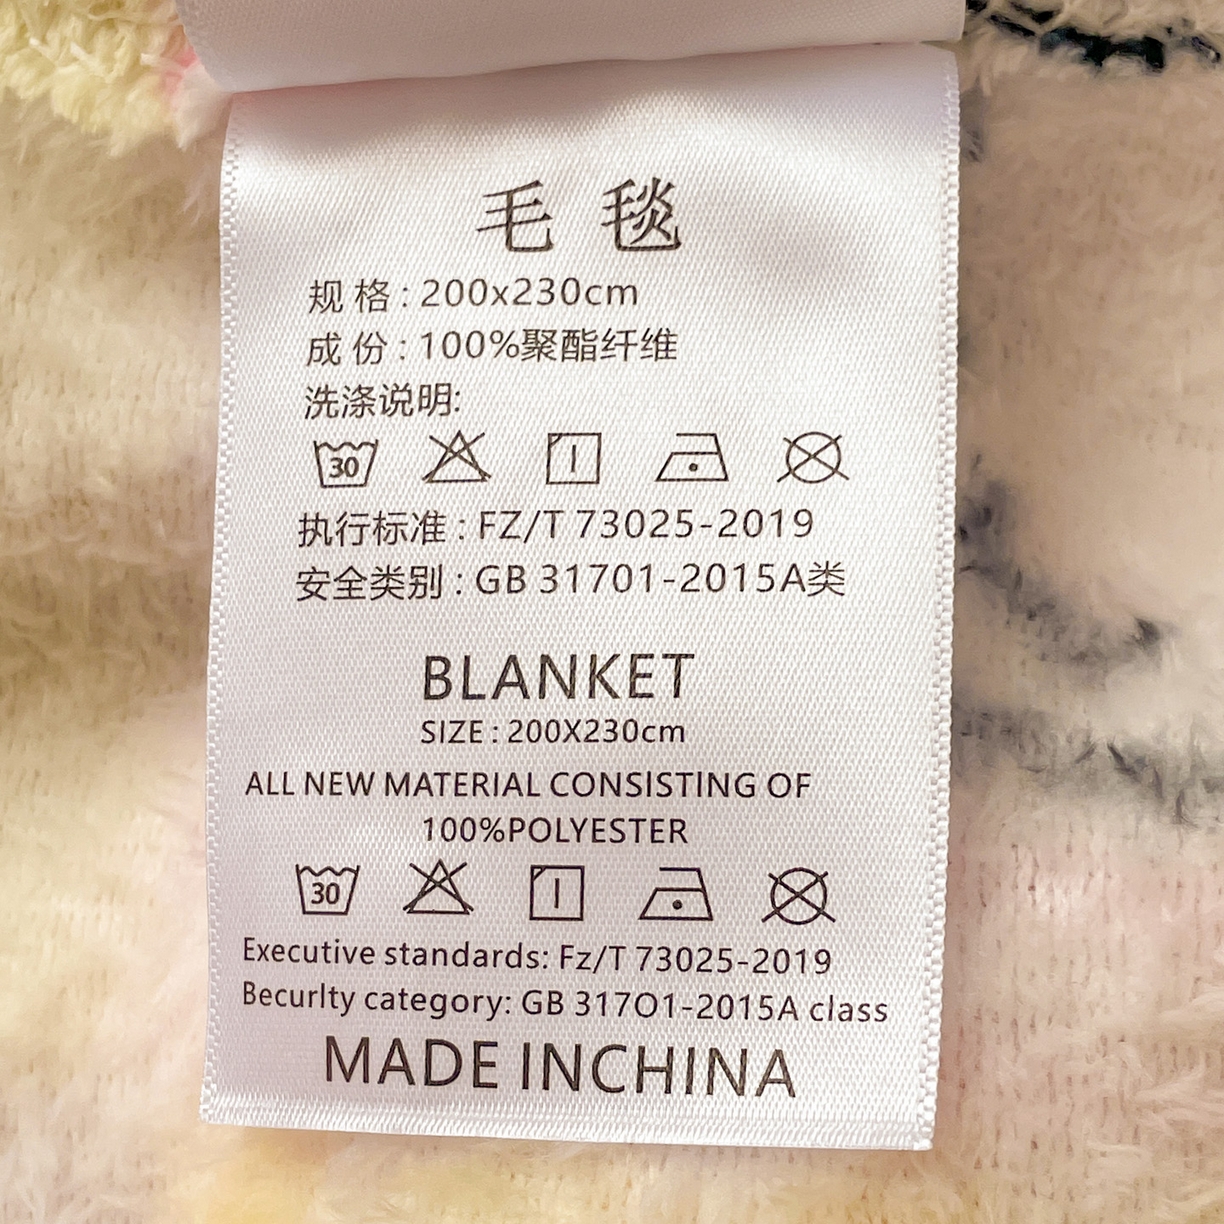 毛毯
规格:200x230cm
成份:100%聚酯纤维
洗涤说明:
30
执行标准:FZ/T 73025-2019
安全类别:GB 31701-2015A类
BLANKET
SIZE:200X230cm
ALL NEW MATERIAL CONSISTING OF
100%POLYESTER
30
Executive standards: Fz/T 73025-2019
Becurlty category: GB 317O1-2015A class
MADE INCHINA